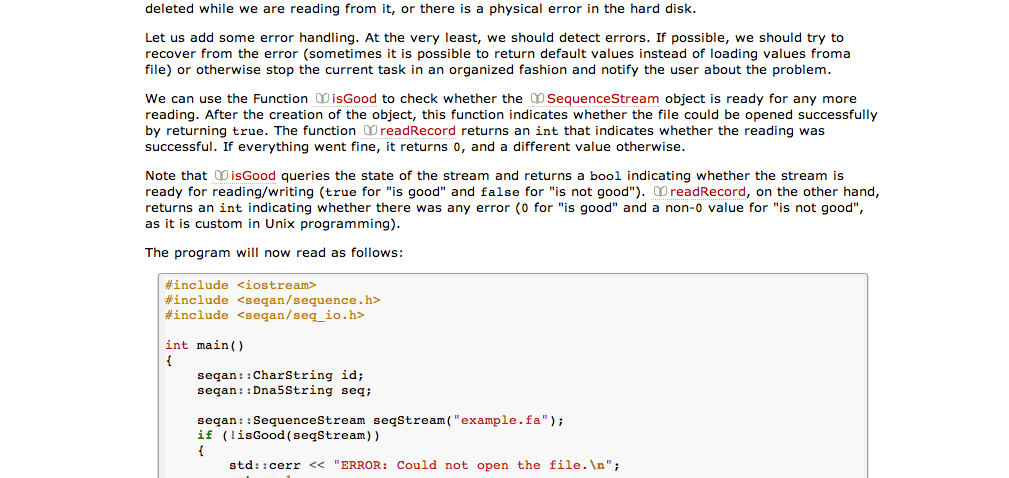 deleted while we are reading from it, or there is a physical error in the hard disk.
Let us add some error handling. At the very least, we should detect errors. If possible, we should try to
recover from the error (sometimes it is possible to return default values instead of loading values froma
file) or otherwise stop the current task in an organized fashion and notify the user about the problem.
We can use the Function isGood to check whether the SequenceStream object is ready for any more
reading. After the creation of the object, this function indicates whether the file could be opened successfully
by returning true. The function readRecord returns an int that indicates whether the reading was
successful. If everything went fine, it returns 0, and a different value otherwise.
Note that isGood queries the state of the stream and returns a bool indicating whether the stream is
ready for reading/writing (true for "is good" and false for "is not good"). readRecord, on the other hand,
returns an int indicating whether there was any error (0 for "is good" and a non-0 value for "is not good",
as it is custom in Unix programming).
The program will now read as follows:
#include <iostream>
#include <seqan/sequence.h>
#include <seqan/seq_io.h>
int main()
{
    seqan::CharString id;
    seqan::Dna5String seq;
    seqan::SequenceStream seqStream("example.fa");
    if (!isGood(seqStream))
    {
        std::cerr << "ERROR: Could not open the file.\n";